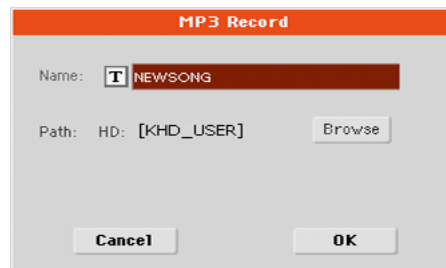 MP3 Record
Name: T NEWSONG
Path: HD: [KHD_USER] Browse
Cancel OK